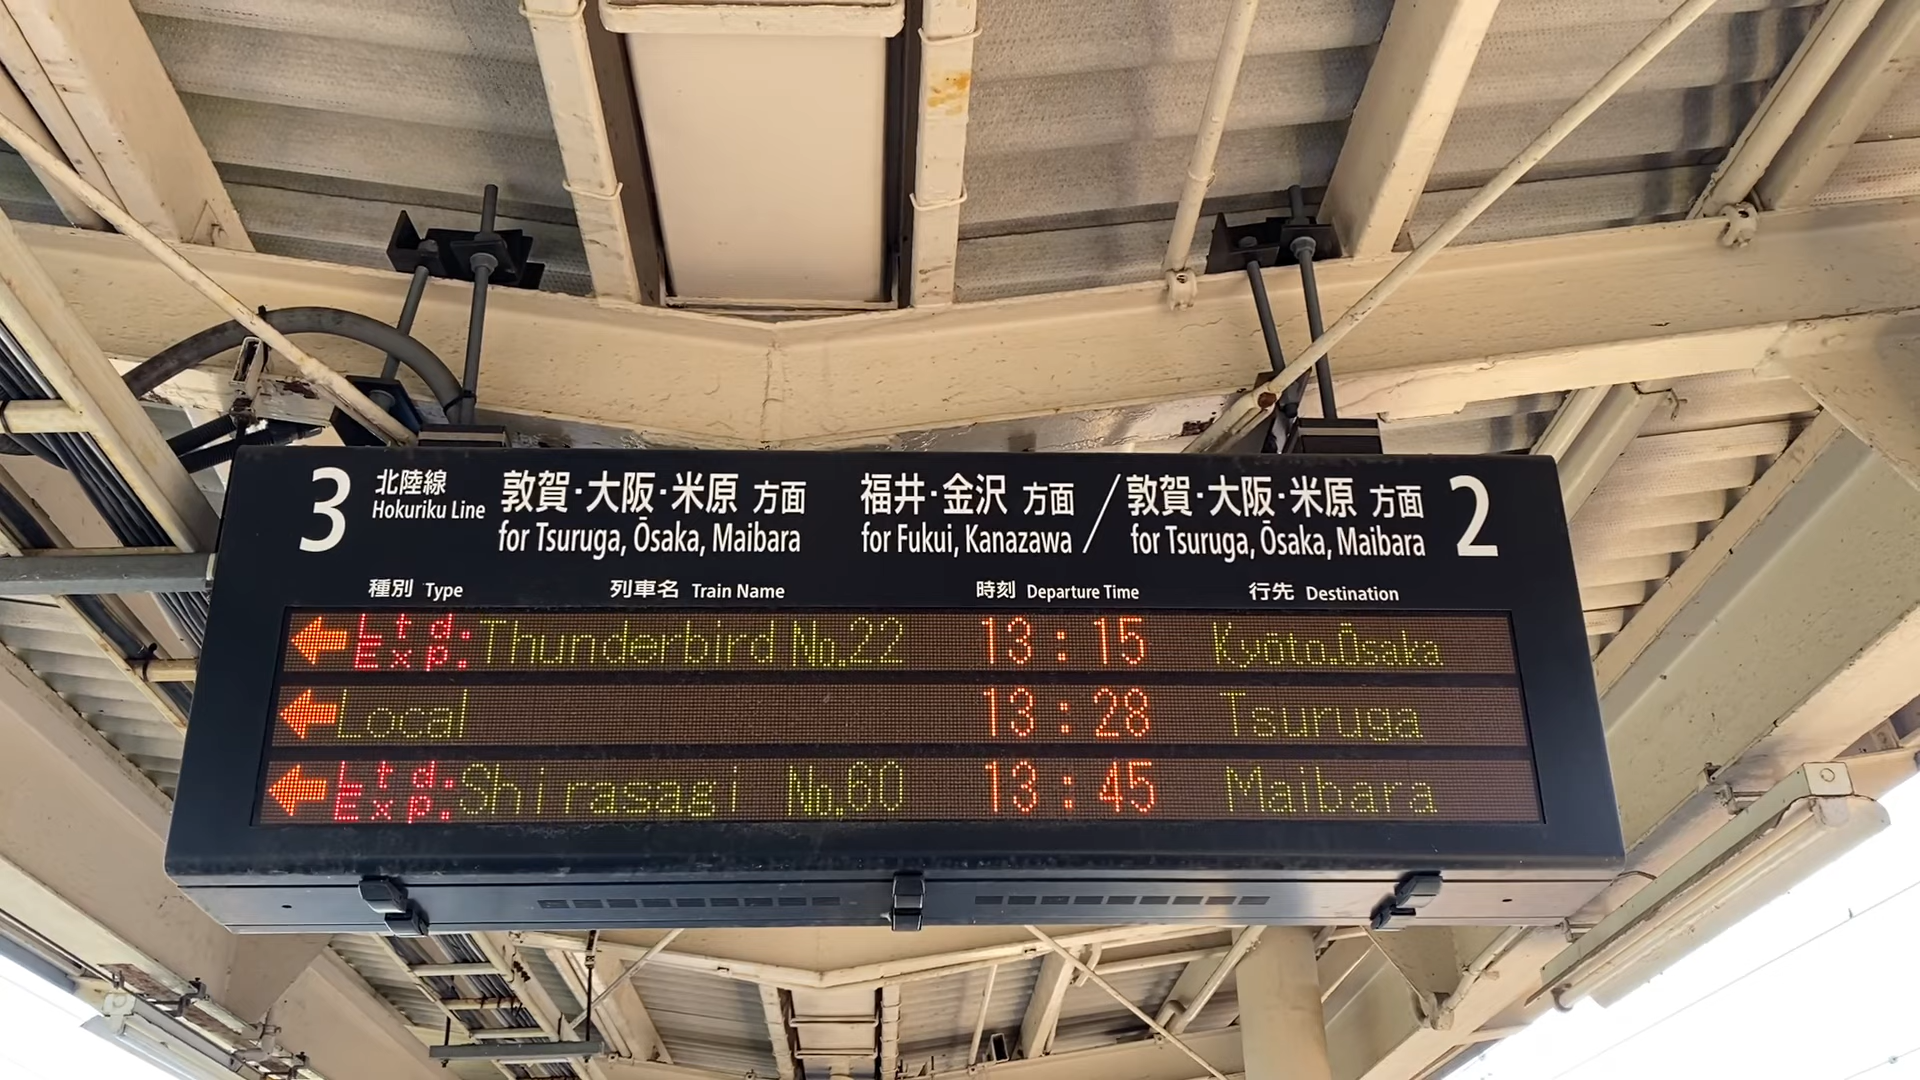 3 北陸線 敦賀・大阪・米原 方面 福井・金沢 方面 / 敦賀・大阪・米原 方面 2
Hokuriku Line for Tsuruga, Ōsaka, Maibara for Fukui, Kanazawa for Tsuruga, Ōsaka, Maibara
種別 Type 列車名 Train Name 時刻 Departure Time 行先 Destination
← Ltd. Exp. Thunderbird No.22 13:15 Kyōto.Ōsaka
← Local 13:28 Tsuruga
← Ltd. Exp. Shirasagi No.60 13:45 Maibara